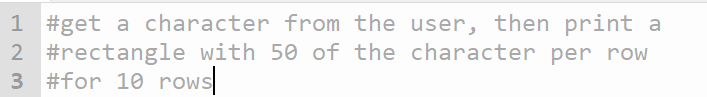 1 #get a character from the user, then print a
2 #rectangle with 50 of the character per row
3 #for 10 rows